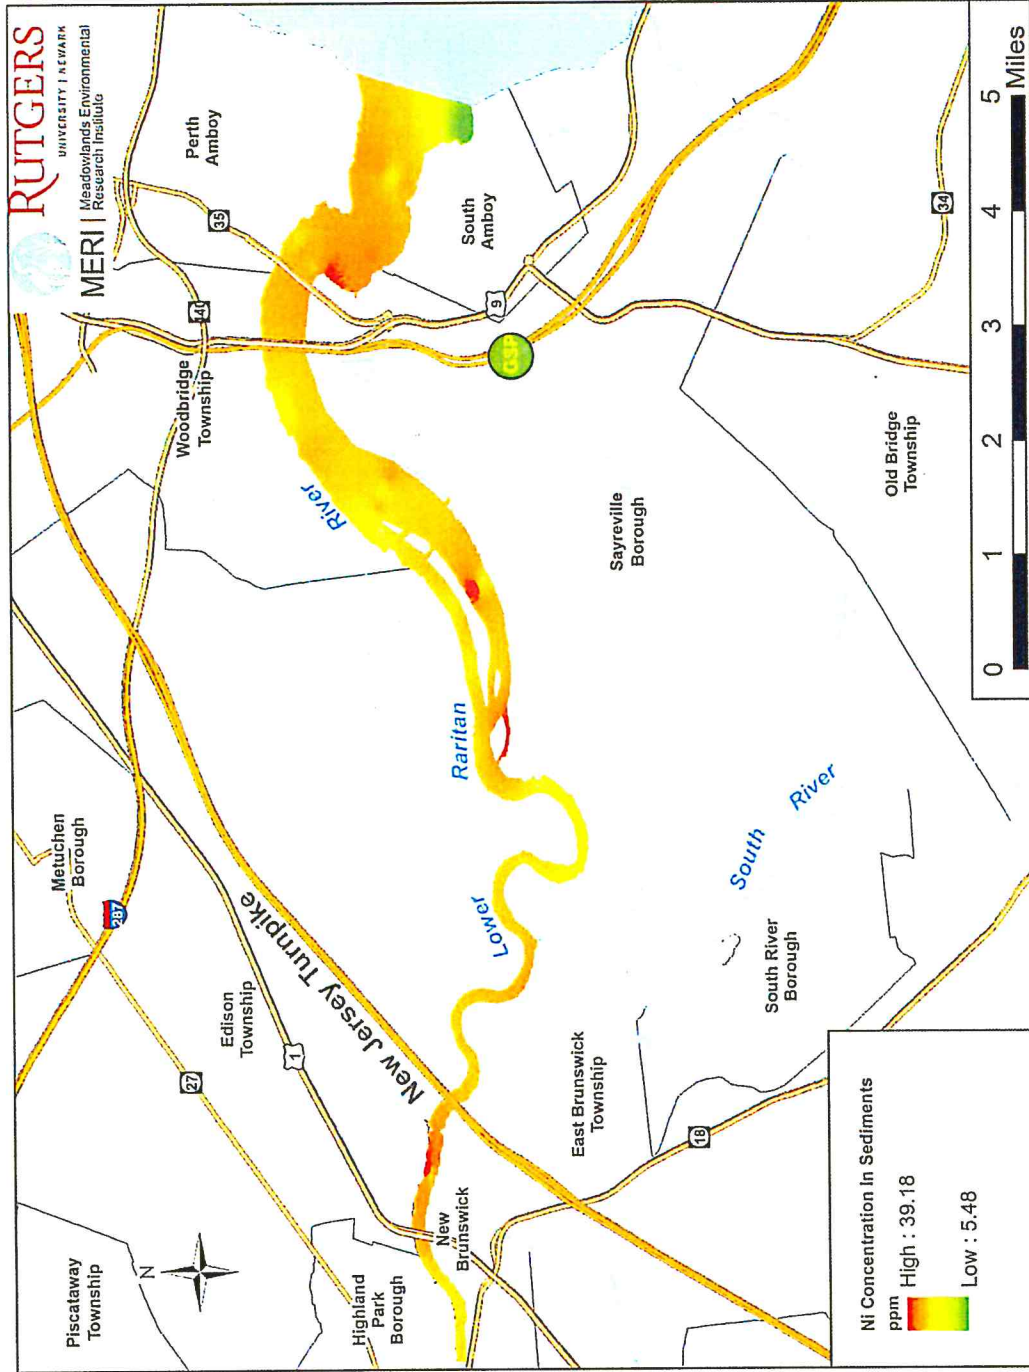 RUTGERS
UNIVERSITY | NEWARK
MERI | Meadowlands Environmental
Research Institute
Piscataway
Township
N
Metuchen
Borough
287
27
Edison
Township
1
Highland
Park
Borough
New
Brunswick
New Jersey Turnpike
Woodbridge
Township
440
35
Perth
Amboy
South
Amboy
9
GSP
Lower
Raritan
River
Sayreville
Borough
East Brunswick
Township
18
South River
Borough
South
River
Old Bridge
Township
34
Ni Concentration In Sediments
ppm
High : 39.18
Low : 5.48
0 1 2 3 4 5
Miles